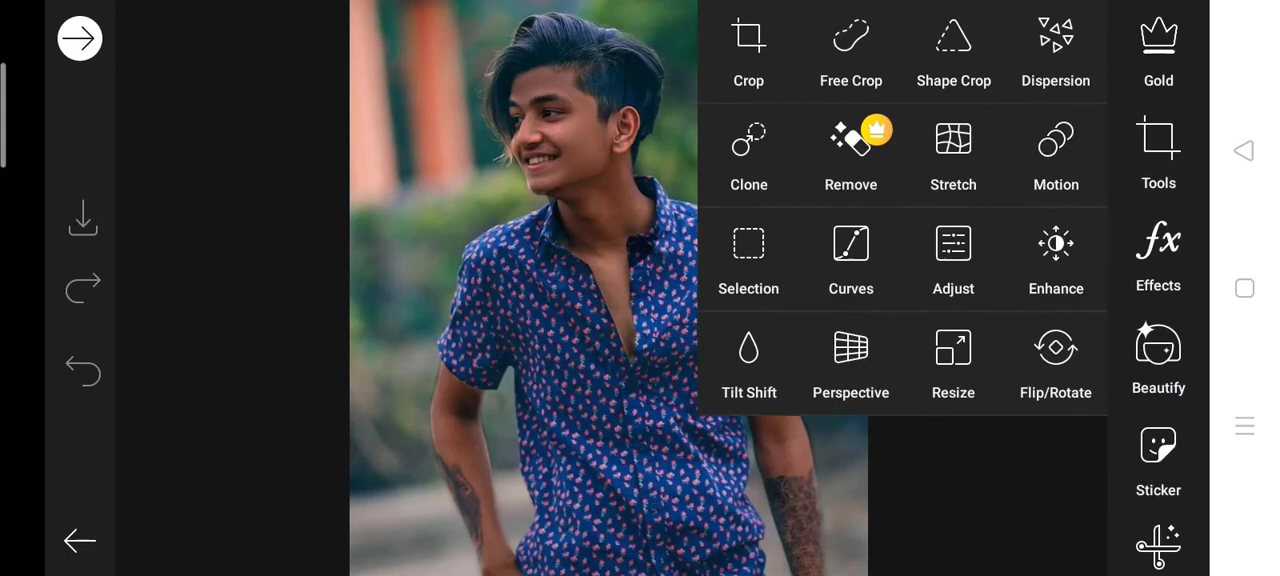 Crop Free Crop Shape Crop Dispersion
Gold
Clone Remove Stretch Motion
Tools
Selection Curves Adjust Enhance
Effects
Tilt Shift Perspective Resize Flip/Rotate
Beautify
Sticker